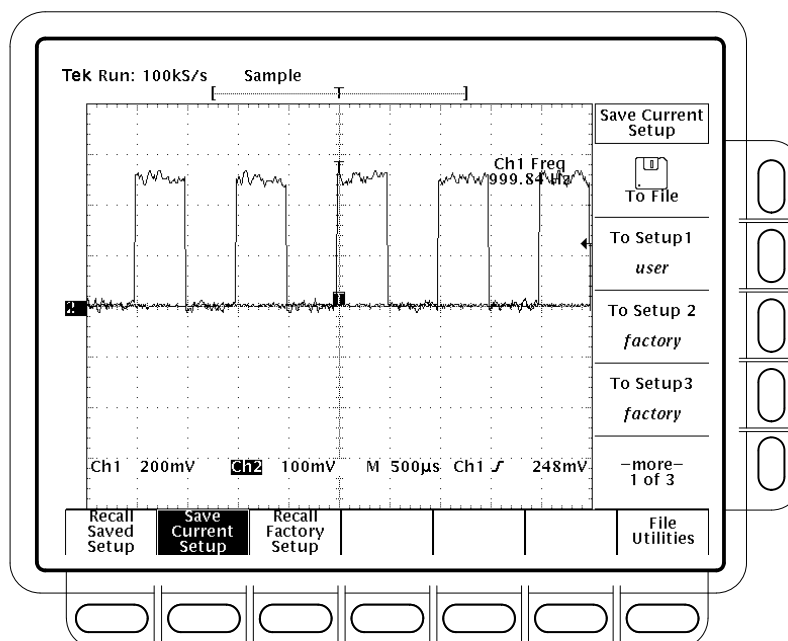 Tek Run: 100kS/s Sample
[ T ]
Save Current
Setup
T
Ch1 Freq
999.84 Hz
To File
To Setup1
user
T
2
To Setup 2
factory
To Setup3
factory
Ch1 200mV Ch2 100mV M 500µs Ch1 248mV
–more–
1 of 3
Recall
Saved
Setup
Save
Current
Setup
Recall
Factory
Setup
File
Utilities